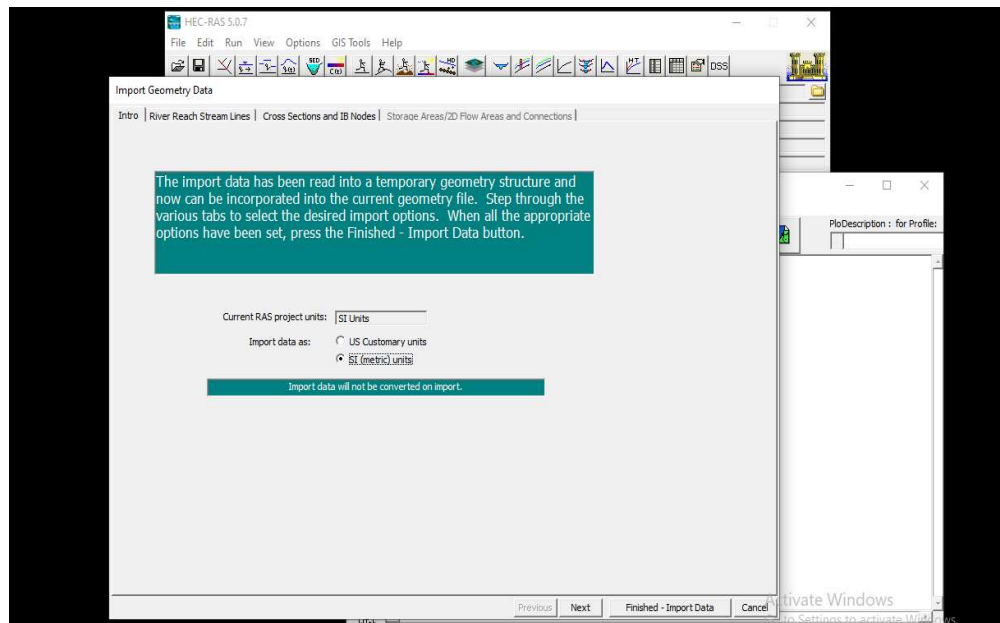 HEC-RAS 5.0.7
File Edit Run View Options GIS Tools Help
DSS
Import Geometry Data
Intro River Reach Stream Lines Cross Sections and IB Nodes Storage Areas/2D Flow Areas and Connections
The import data has been read into a temporary geometry structure and
now can be incorporated into the current geometry file. Step through the
various tabs to select the desired import options. When all the appropriate
options have been set, press the Finished - Import Data button.
PloDescription : for Profile:
Current RAS project units: SI Units
Import data as: US Customary units
SI (metric) units
Import data will not be converted on import.
Previous Next Finished - Import Data Cancel
Activate Windows
to Settings to activate Windows